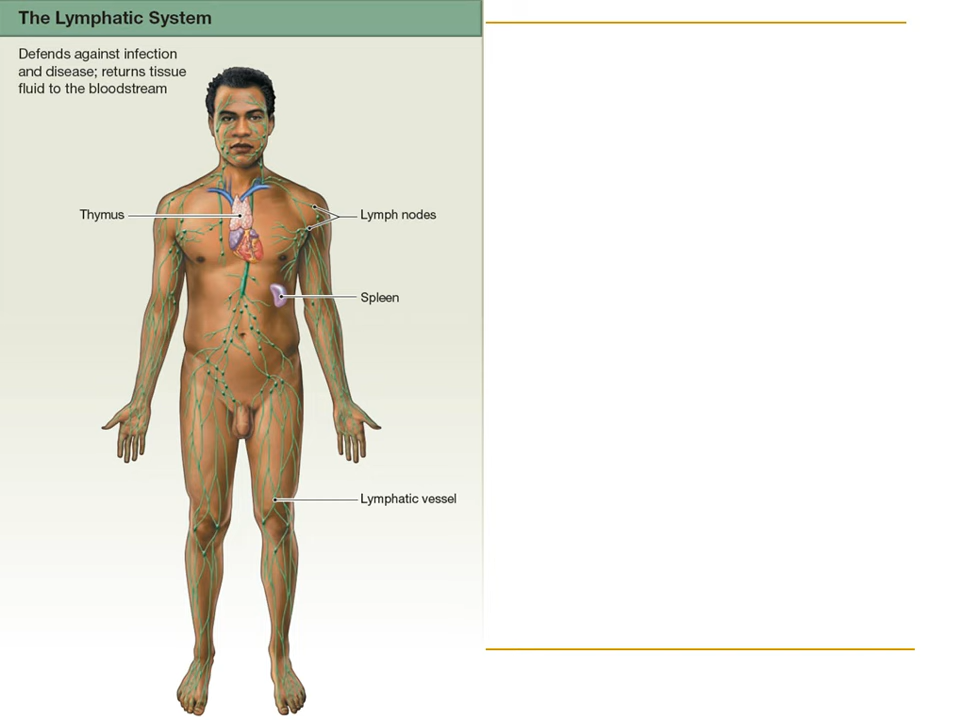 The Lymphatic System
Defends against infection
and disease; returns tissue
fluid to the bloodstream
Thymus
Lymph nodes
Spleen
Lymphatic vessel